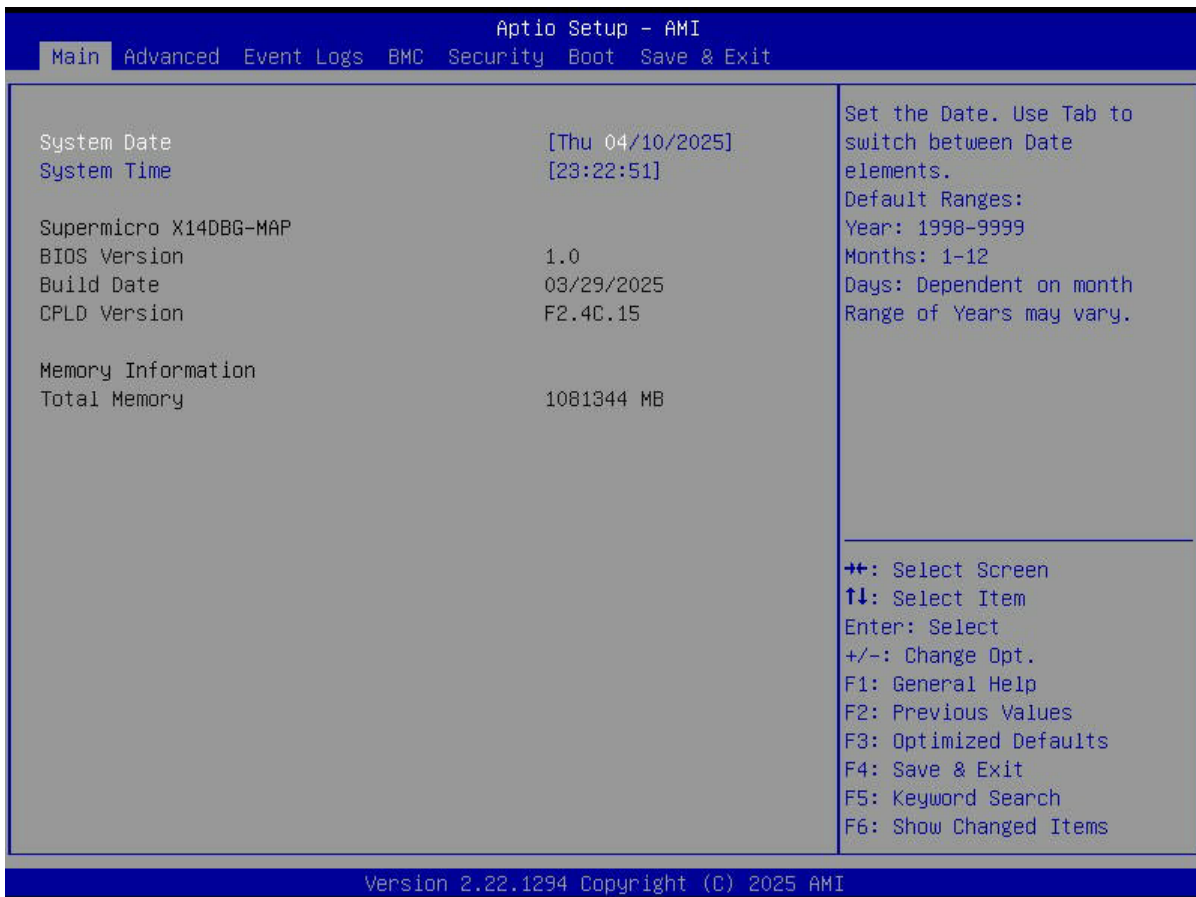 Aptio Setup – AMI
Main Advanced Event Logs BMC Security Boot Save & Exit
System Date [Thu 04/10/2025]
System Time [23:22:51]
Supermicro X14DBG-MAP
BIOS Version 1.0
Build Date 03/29/2025
CPLD Version F2.4C.15
Memory Information
Total Memory 1081344 MB
Set the Date. Use Tab to
switch between Date
elements.
Default Ranges:
Year: 1998-9999
Months: 1-12
Days: Dependent on month
Range of Years may vary.
→←: Select Screen
↑↓: Select Item
Enter: Select
+/-: Change Opt.
F1: General Help
F2: Previous Values
F3: Optimized Defaults
F4: Save & Exit
F5: Keyword Search
F6: Show Changed Items
Version 2.22.1294 Copyright (C) 2025 AMI